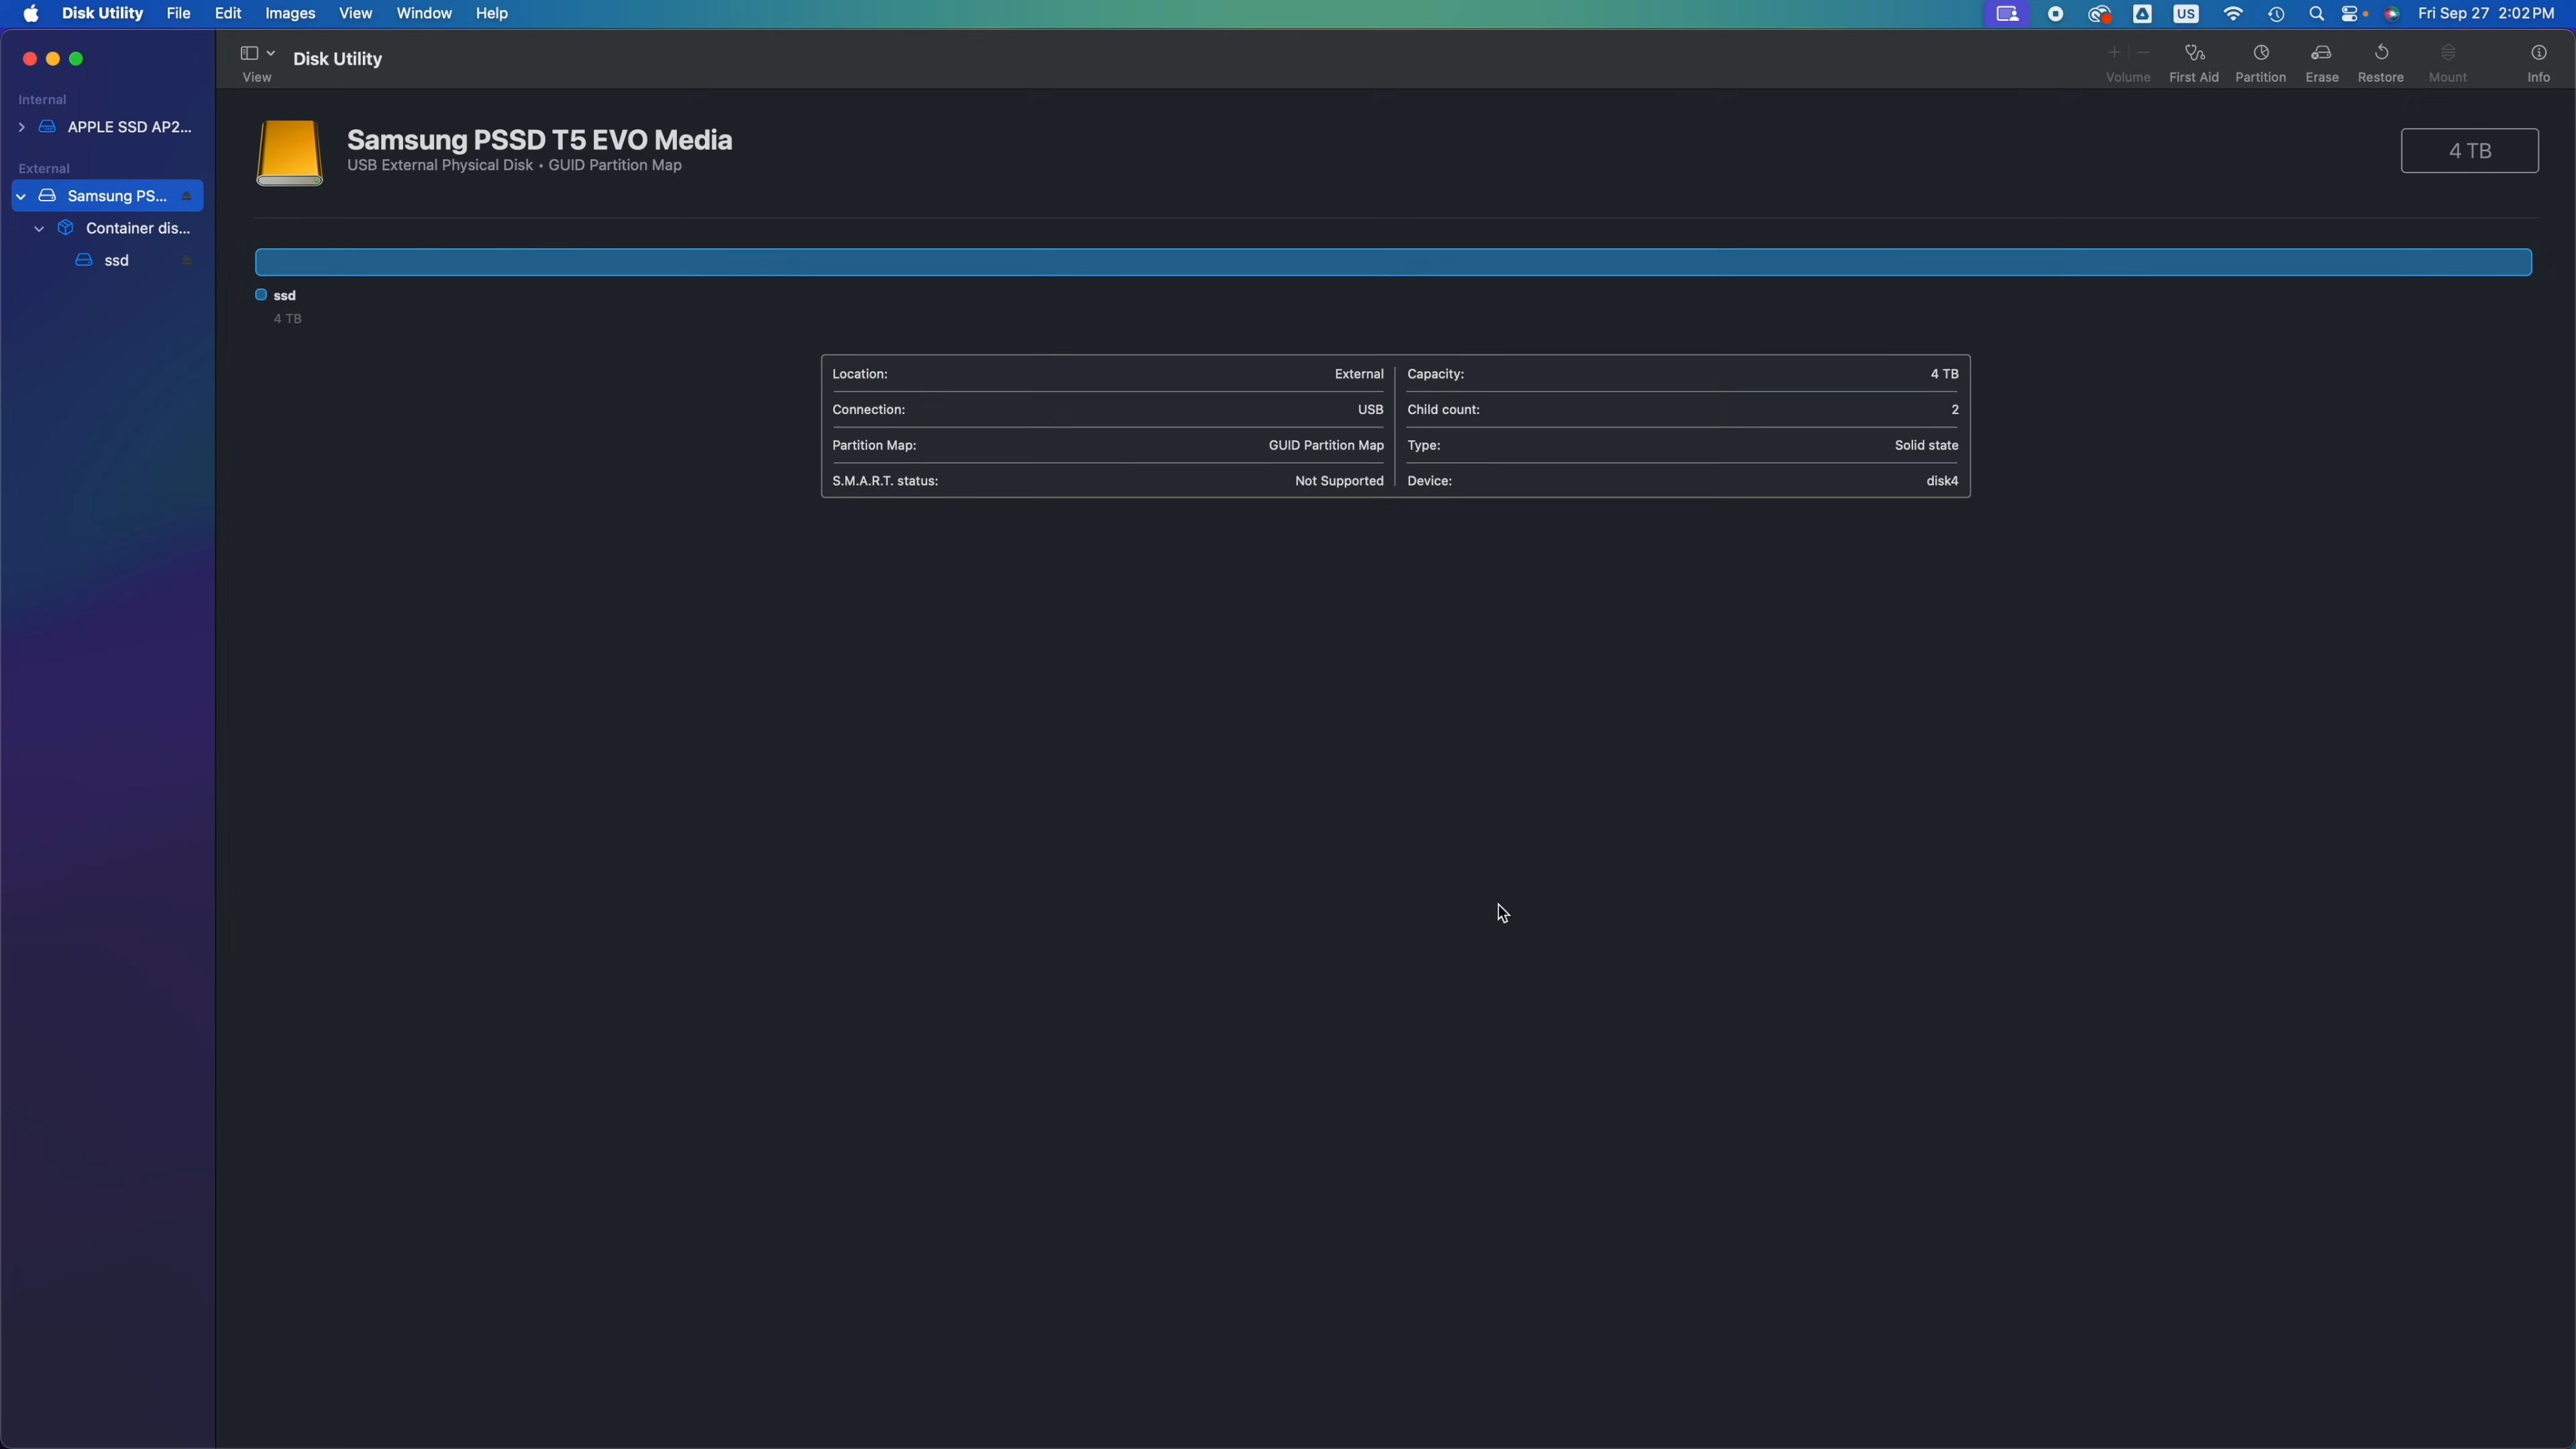 Disk Utility File Edit Images View Window Help US Fri Sep 27 2:02 PM
View Disk Utility Volume First Aid Partition Erase Restore Mount Info
Internal
APPLE SSD AP2...
External
Samsung PS...
Container dis...
ssd
Samsung PSSD T5 EVO Media
USB External Physical Disk • GUID Partition Map
4 TB
ssd
4 TB
Location: External Capacity: 4 TB
Connection: USB Child count: 2
Partition Map: GUID Partition Map Type: Solid state
S.M.A.R.T. status: Not Supported Device: disk4